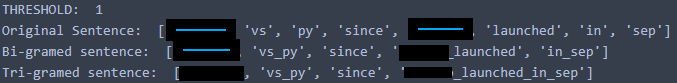 THRESHOLD:  1
Original Sentence:  [ 'vs', 'py', 'since', , 'launched', 'in', 'sep']
Bi-gramed sentence:  [ , 'vs_py', 'since', ' _launched', 'in_sep']
Tri-gramed sentence:  [ , 'vs_py', 'since', ' _launched_in_sep']